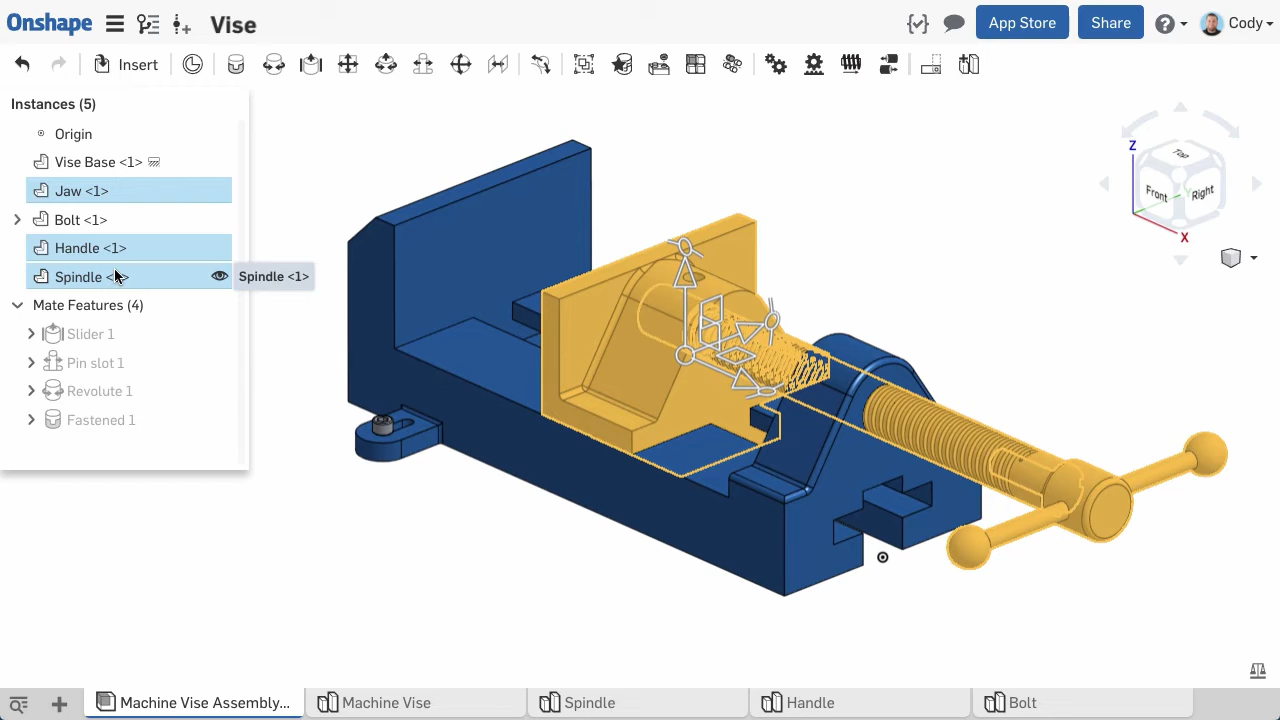 Onshape Vise App Store Share Cody
Insert
Instances (5)
Origin
Vise Base <1>
Jaw <1>
Bolt <1>
Handle <1>
Spindle Spindle <1>
Mate Features (4)
Slider 1
Pin slot 1
Revolute 1
Fastened 1
Top
Z
Front Right
Y
X
Machine Vise Assembly... Machine Vise Spindle Handle Bolt